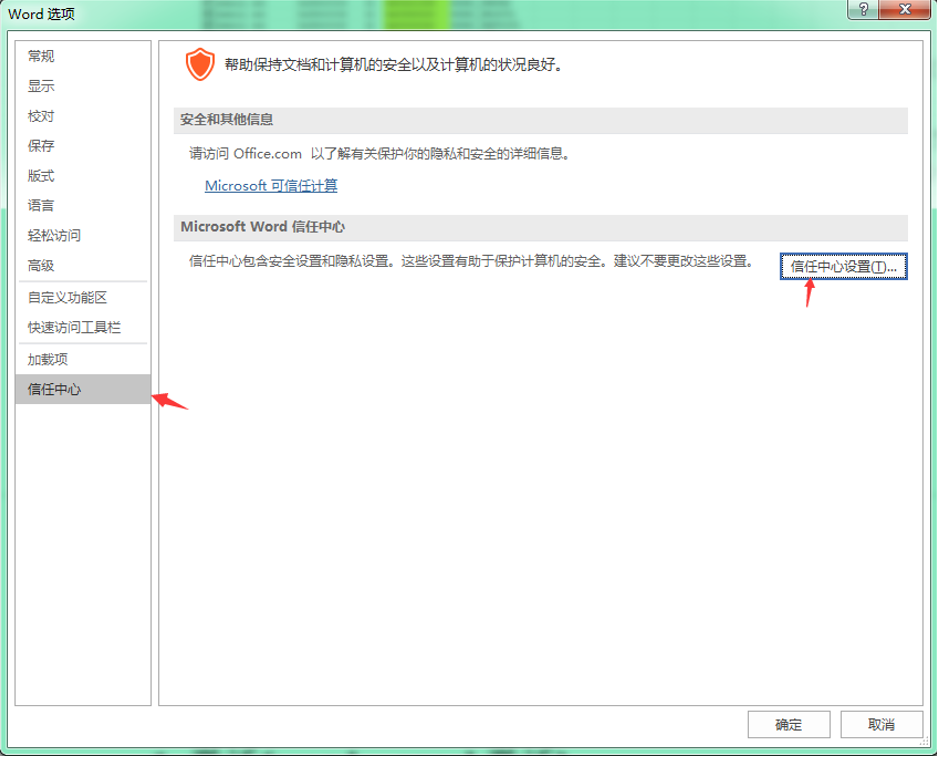 Word 选项
常规
显示
校对
保存
版式
语言
轻松访问
高级
自定义功能区
快速访问工具栏
加载项
信任中心
帮助保持文档和计算机的安全以及计算机的状况良好。
安全和其他信息
请访问 Office.com 以了解有关保护你的隐私和安全的详细信息。
Microsoft 可信任计算
Microsoft Word 信任中心
信任中心包含安全设置和隐私设置。这些设置有助于保护计算机的安全。建议不要更改这些设置。
信任中心设置(T)...
确定
取消